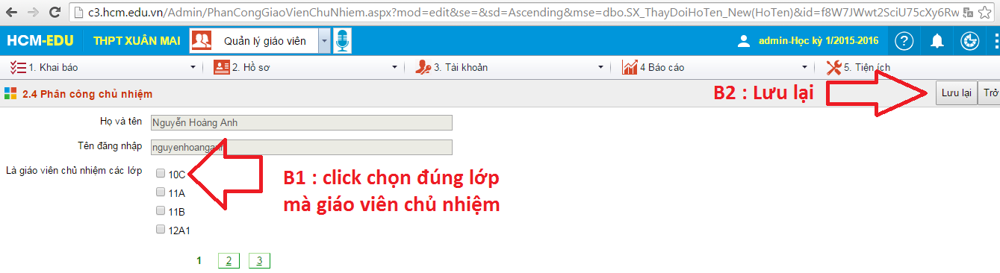 c3.hcm.edu.vn/Admin/PhanCongGiaoVienChuNhiem.aspx?mod=edit&se=&sd=Ascending&mse=dbo.SX_ThayDoiHoTen_New(HoTen)&id=f8W7JWwt2SciU75cXy6Rw
HCM-EDU THPT XUÂN MAI Quản lý giáo viên admin-Học kỳ 1/2015-2016
1. Khai báo 2. Hồ sơ 3. Tài khoản 4 Báo cáo 5. Tiện ích
2.4 Phân công chủ nhiệm B2 : Lưu lại Lưu lại Trở
Họ và tên Nguyễn Hoàng Anh
Tên đăng nhập nguyenhoanganh
Là giáo viên chủ nhiệm các lớp 10C
B1 : click chọn đúng lớp
11A
mà giáo viên chủ nhiệm
11B
12A1
1 2 3